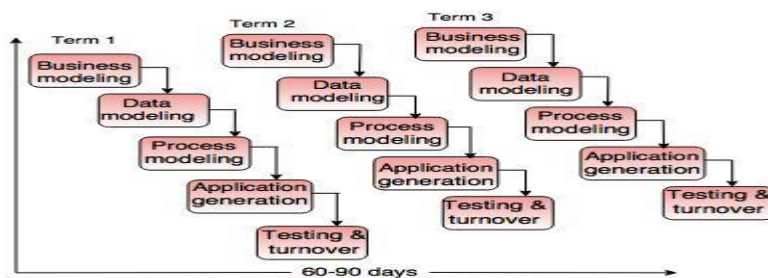 Term 1
Business
modeling
Data
modeling
Process
modeling
Application
generation
Testing &
turnover
Term 2
Business
modeling
Data
modeling
Process
modeling
Application
generation
Testing &
turnover
Term 3
Business
modeling
Data
modeling
Process
modeling
Application
generation
Testing &
turnover
60-90 days